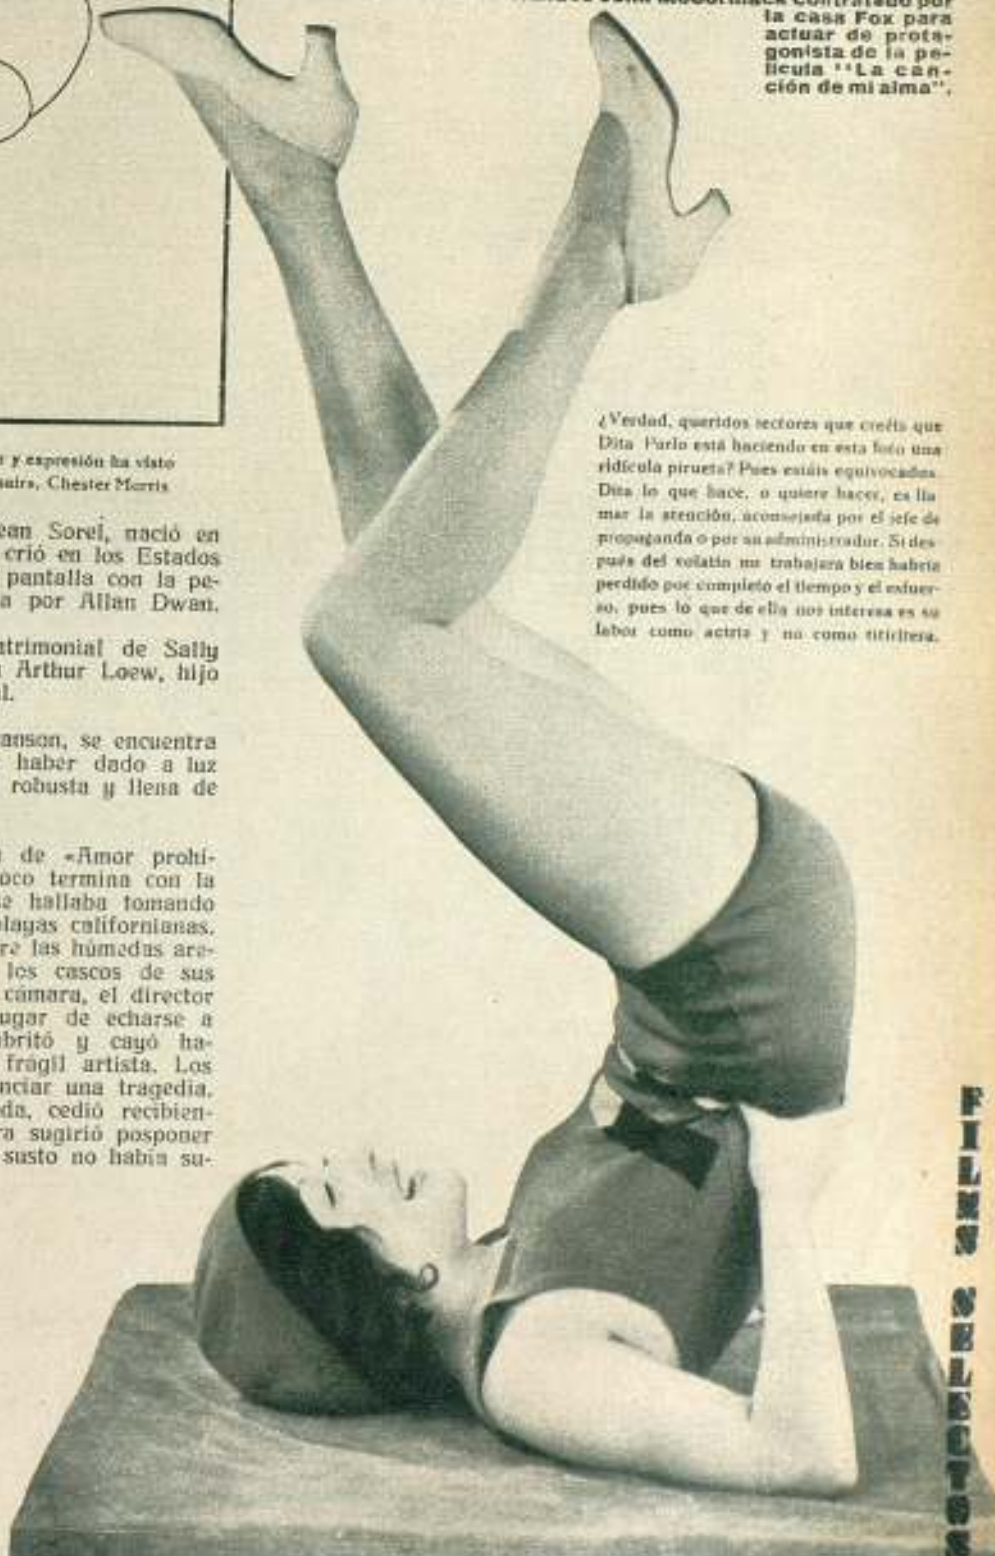 John McCormack contratado por
la casa Fox para
actuar de prota-
gonista de la pe-
lícula "La can-
ción de mi alma".
¿Verdad, queridos lectores que creéis que
Dita Parlo está haciendo en esta foto una
ridícula pirueta? Pues estáis equivocados.
Dita lo que hace, o quiere hacer, es lla
mar la atención, aconsejada por el jefe de
propaganda o por su administrador. Si des-
pués del volatín no trabajara bien habría
perdido por completo el tiempo y el esfuer-
zo, pues lo que de ella nos interesa es su
labor como actriz y no como titiritera.
y expresión ha visto
Chester Morris
ean Sorel, nació en
crió en los Estados
pantalla con la pe-
a por Allan Dwan.
atrimonial de Sally
Arthur Loew, hijo
l.
anson, se encuentra
haber dado a luz
robusta y llena de
de «Amor prohi-
oco termina con la
e hallaba tomando
layas californianas.
re las húmedas are-
los cascos de sus
cámara, el director
ugar de echarse a
britó y cayó ha-
frágil artista. Los
nciar una tragedia,
da, cedió recibien-
ra sugirió posponer
susto no había su-
FILMS SELECTOS